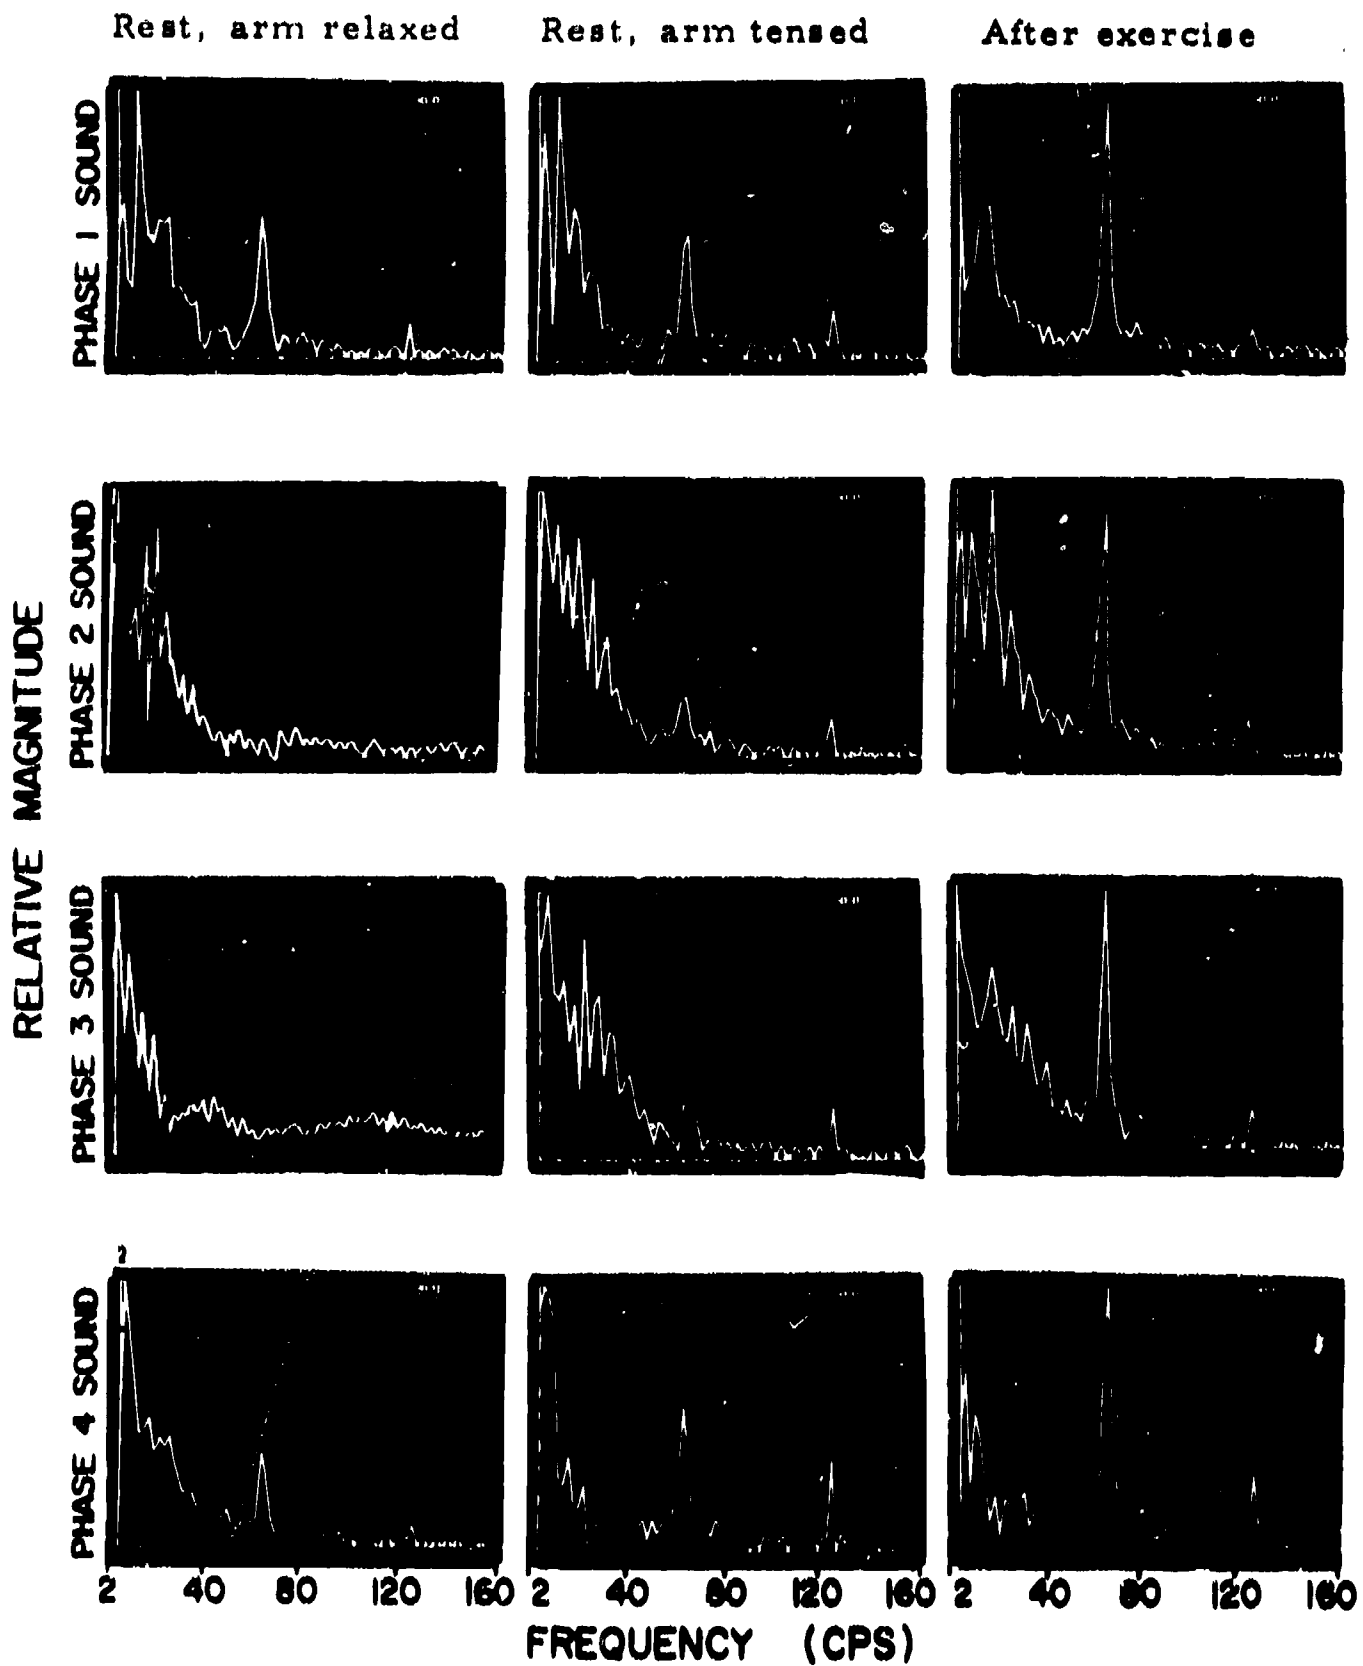 Rest, arm relaxed
Rest, arm tensed
After exercise
RELATIVE MAGNITUDE
PHASE 1 SOUND
PHASE 2 SOUND
PHASE 3 SOUND
PHASE 4 SOUND
2 40 80 120 160
2 40 80 120 160
2 40 80 120 160
FREQUENCY (CPS)